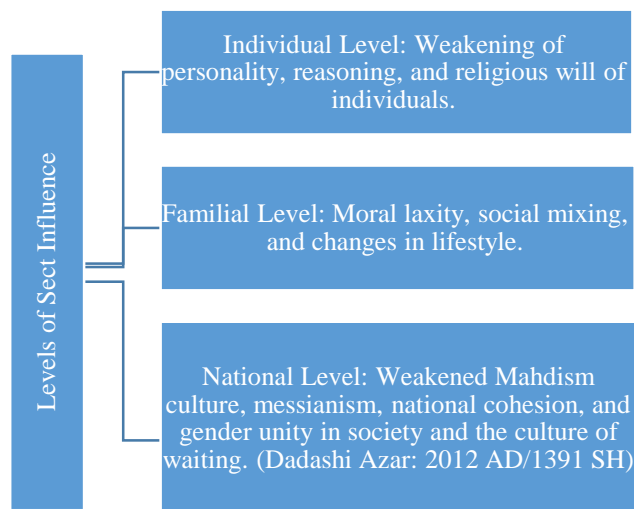 Levels of Sect Influence
Individual Level: Weakening of
personality, reasoning, and religious will of
individuals.
Familial Level: Moral laxity, social mixing,
and changes in lifestyle.
National Level: Weakened Mahdism
culture, messianism, national cohesion, and
gender unity in society and the culture of
waiting. (Dadashi Azar: 2012 AD/1391 SH)